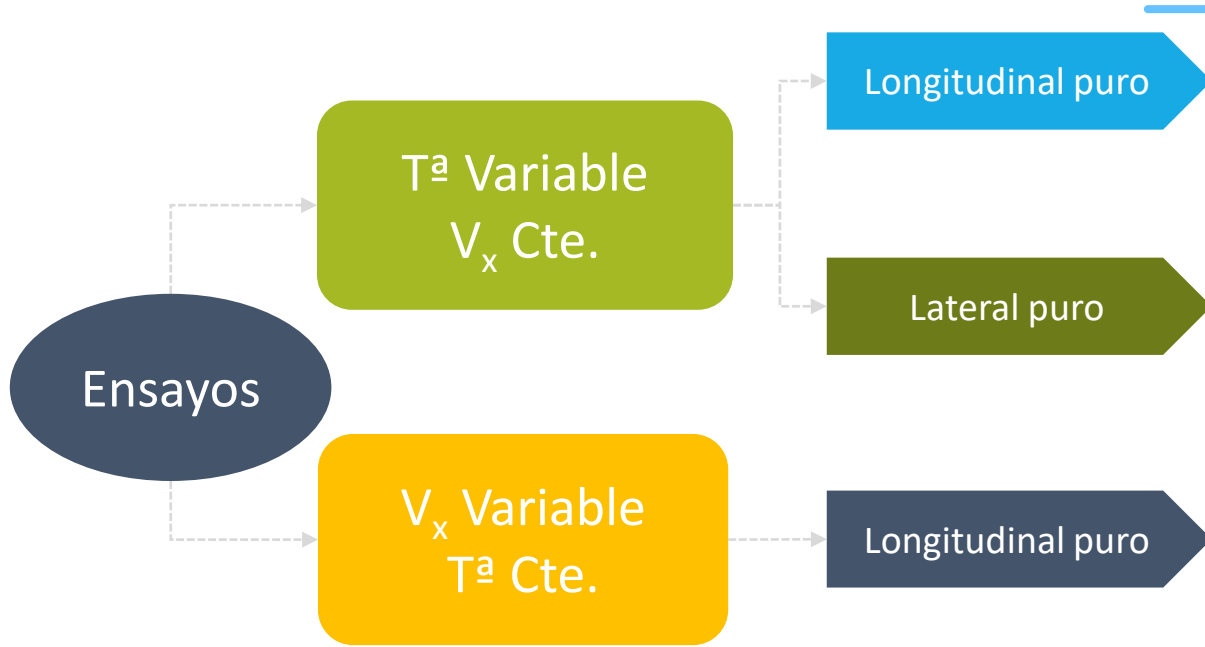 Ensayos
Tª Variable
Vx Cte.
Longitudinal puro
Lateral puro
Vx Variable
Tª Cte.
Longitudinal puro